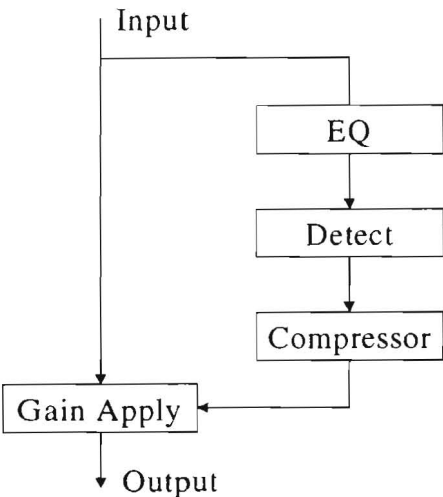 Input
EQ
Detect
Compressor
Gain Apply
Output